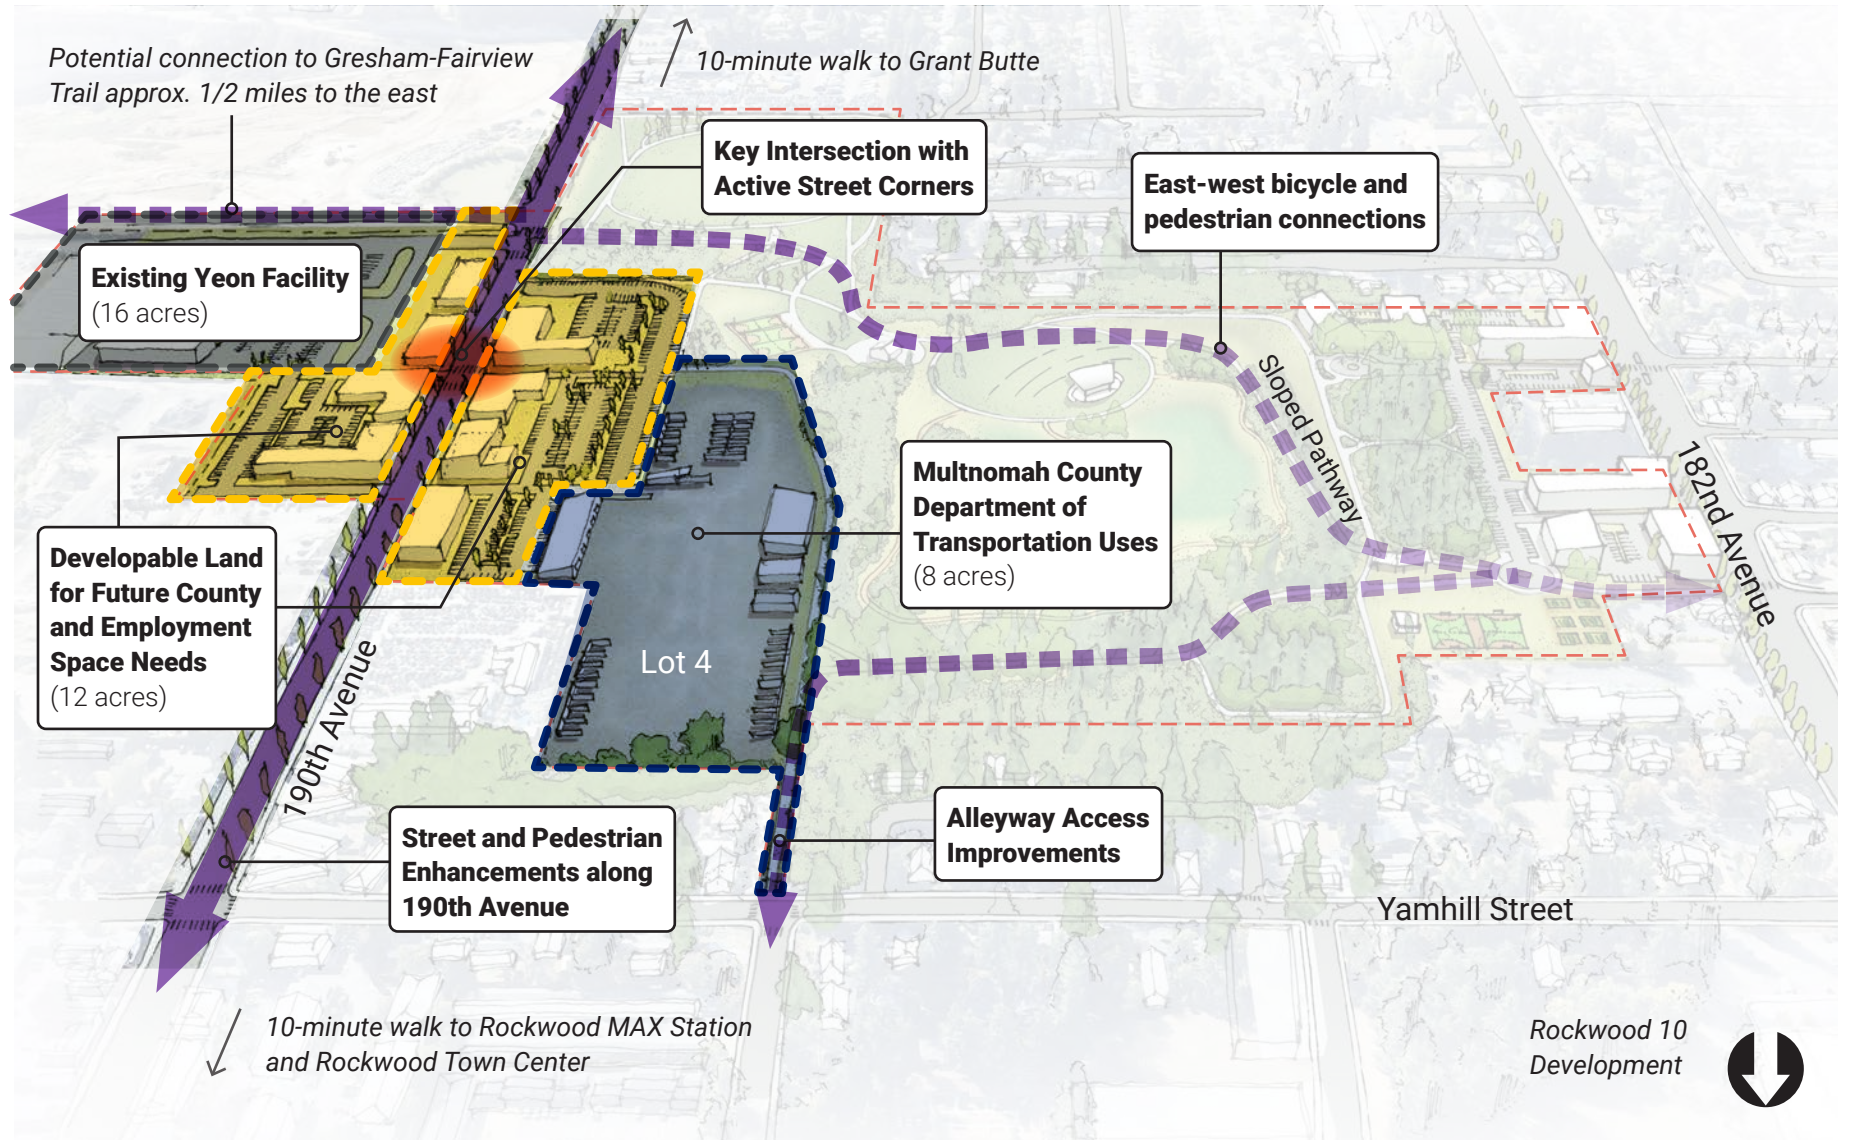 Potential connection to Gresham-Fairview
Trail approx. 1/2 miles to the east
10-minute walk to Grant Butte
Key Intersection with
Active Street Corners
East-west bicycle and
pedestrian connections
Existing Yeon Facility
(16 acres)
Sloped Pathway
182nd Avenue
Multnomah County
Department of
Transportation Uses
(8 acres)
Developable Land
for Future County
and Employment
Space Needs
(12 acres)
Lot 4
190th Avenue
Street and Pedestrian
Enhancements along
190th Avenue
Alleyway Access
Improvements
Yamhill Street
10-minute walk to Rockwood MAX Station
and Rockwood Town Center
Rockwood 10
Development